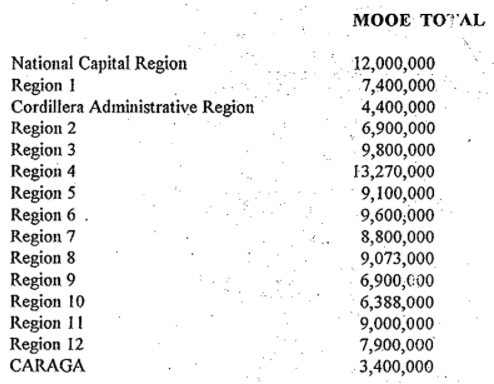 MOOE TOTAL
National Capital Region 12,000,000
Region 1 7,400,000
Cordillera Administrative Region 4,400,000
Region 2 6,900,000
Region 3 9,800,000
Region 4 13,270,000
Region 5 9,100,000
Region 6 9,600,000
Region 7 8,800,000
Region 8 9,073,000
Region 9 6,900,000
Region 10 6,388,000
Region 11 9,000,000
Region 12 7,900,000
CARAGA 3,400,000